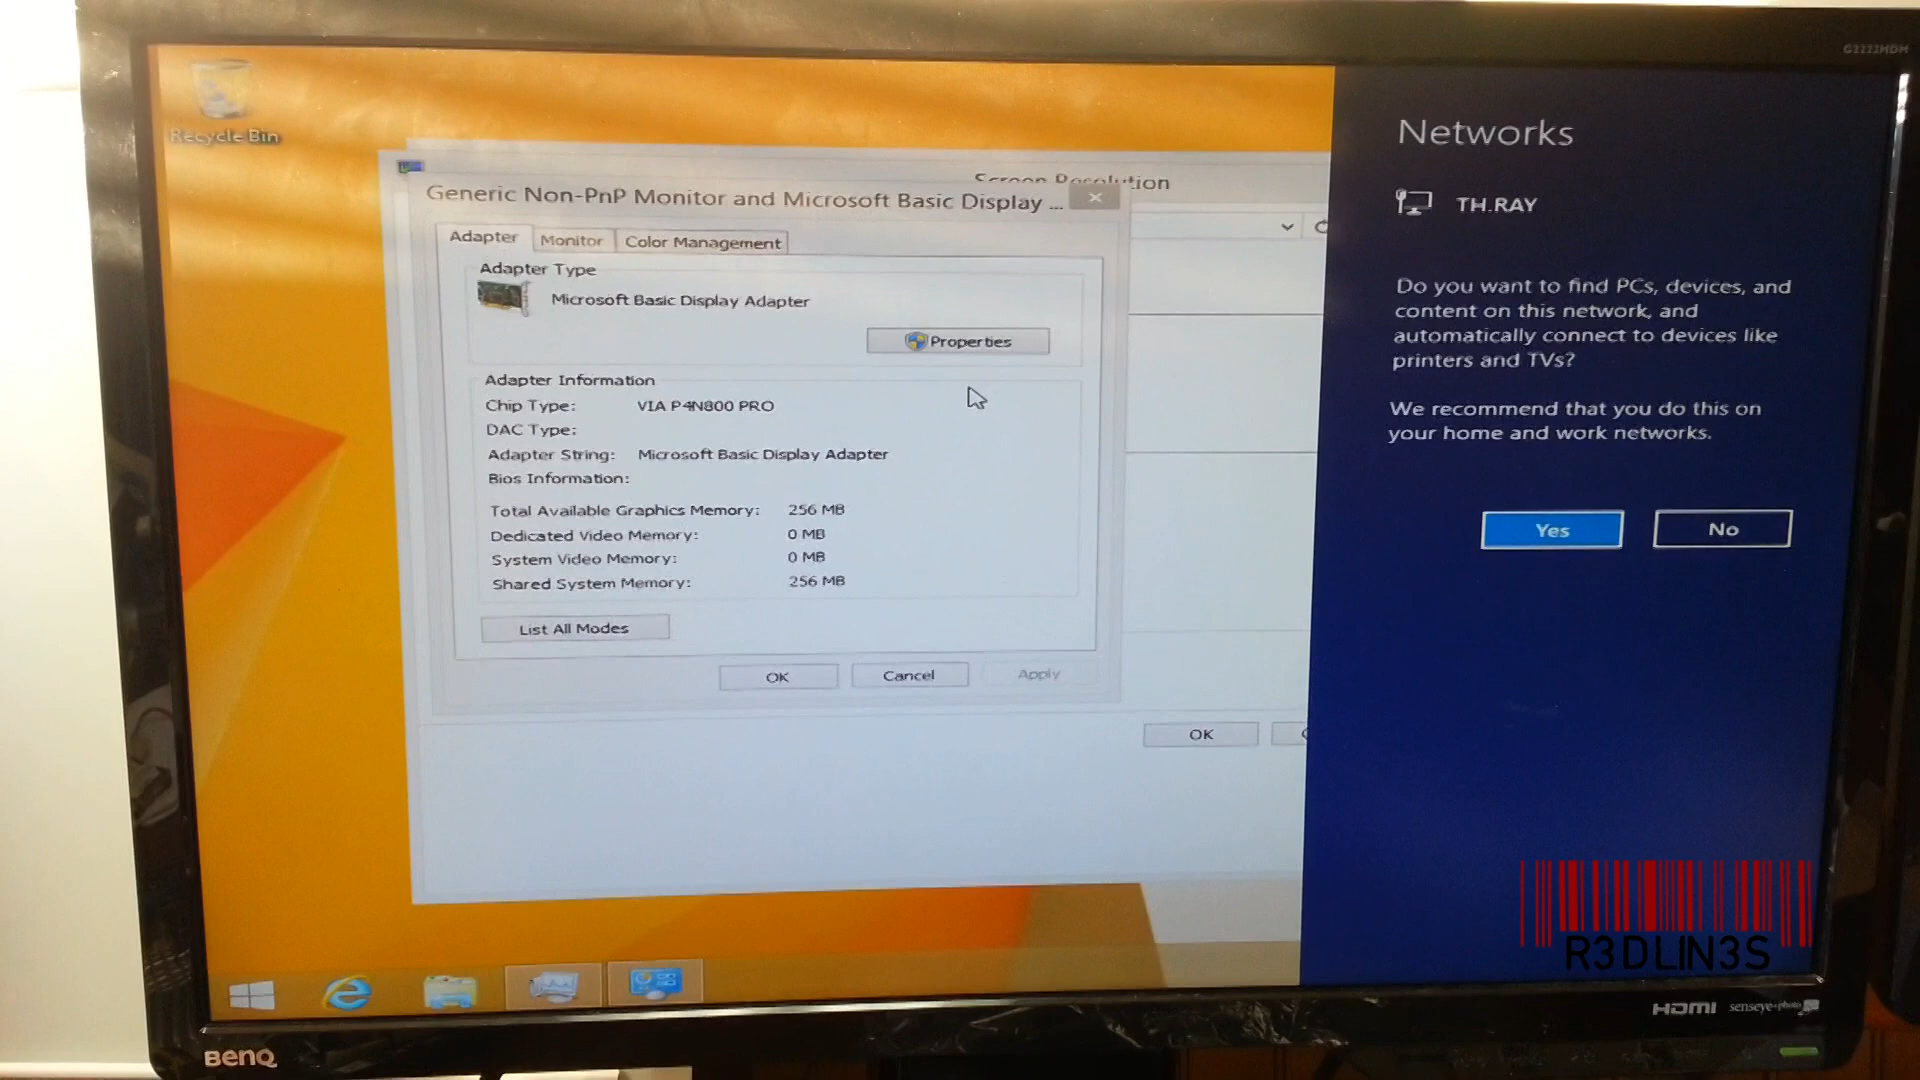 G2222HDM
Recycle Bin
Screen Resolution
Generic Non-PnP Monitor and Microsoft Basic Display ...
Adapter
Monitor
Color Management
Adapter Type
Microsoft Basic Display Adapter
Properties
Adapter Information
Chip Type: VIA P4N800 PRO
DAC Type:
Adapter String: Microsoft Basic Display Adapter
Bios Information:
Total Available Graphics Memory: 256 MB
Dedicated Video Memory: 0 MB
System Video Memory: 0 MB
Shared System Memory: 256 MB
List All Modes
OK
Cancel
Apply
OK
Networks
TH.RAY
Do you want to find PCs, devices, and
content on this network, and
automatically connect to devices like
printers and TVs?
We recommend that you do this on
your home and work networks.
Yes
No
R3DLIN3S
BenQ
HDMI
senseye+photo